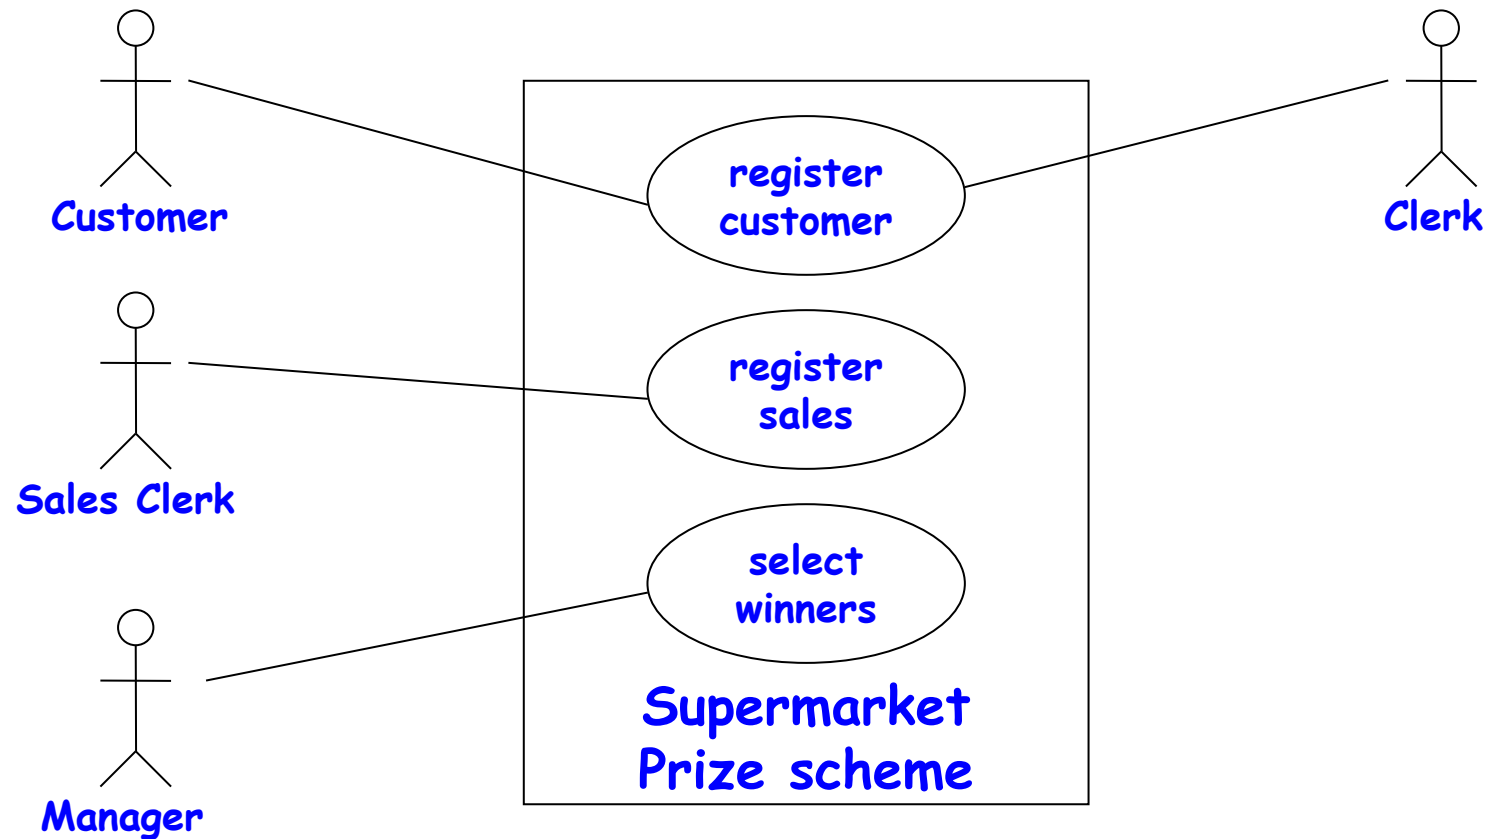 register
customer
Customer
Clerk
register
sales
Sales Clerk
select
winners
Supermarket
Prize scheme
Manager